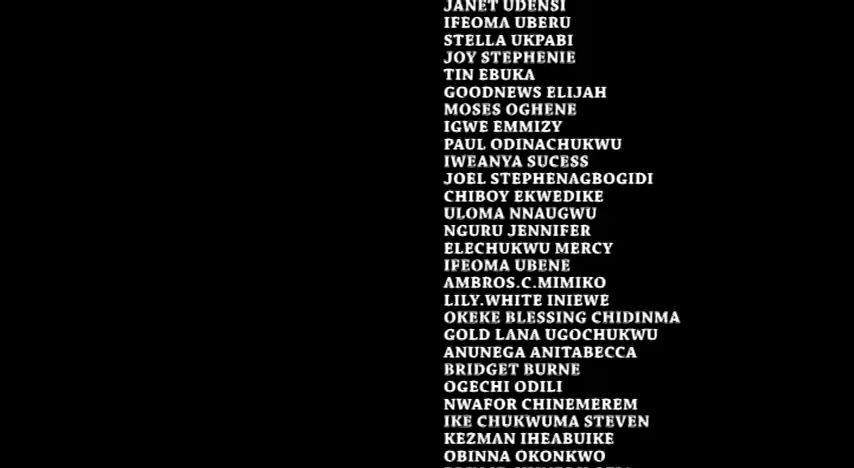 JANET UDENSI
IFEOMA UBERU
STELLA UKPABI
JOY STEPHENIE
TIN EBUKA
GOODNEWS ELIJAH
MOSES OGHENE
IGWE EMMIZY
PAUL ODINACHUKWU
IWEANYA SUCESS
JOEL STEPHENAGBOGIDI
CHIBOY EKWEDIKE
ULOMA NNAUGWU
NGURU JENNIFER
ELECHUKWU MERCY
IFEOMA UBENE
AMBROS.C.MIMIKO
LILY.WHITE INIEWE
OKEKE BLESSING CHIDINMA
GOLD LANA UGOCHUKWU
ANUNEGA ANITABECCA
BRIDGET BURNE
OGECHI ODILI
NWAFOR CHINEMEREM
IKE CHUKWUMA STEVEN
KEZMAN IHEABUIKE
OBINNA OKONKWO